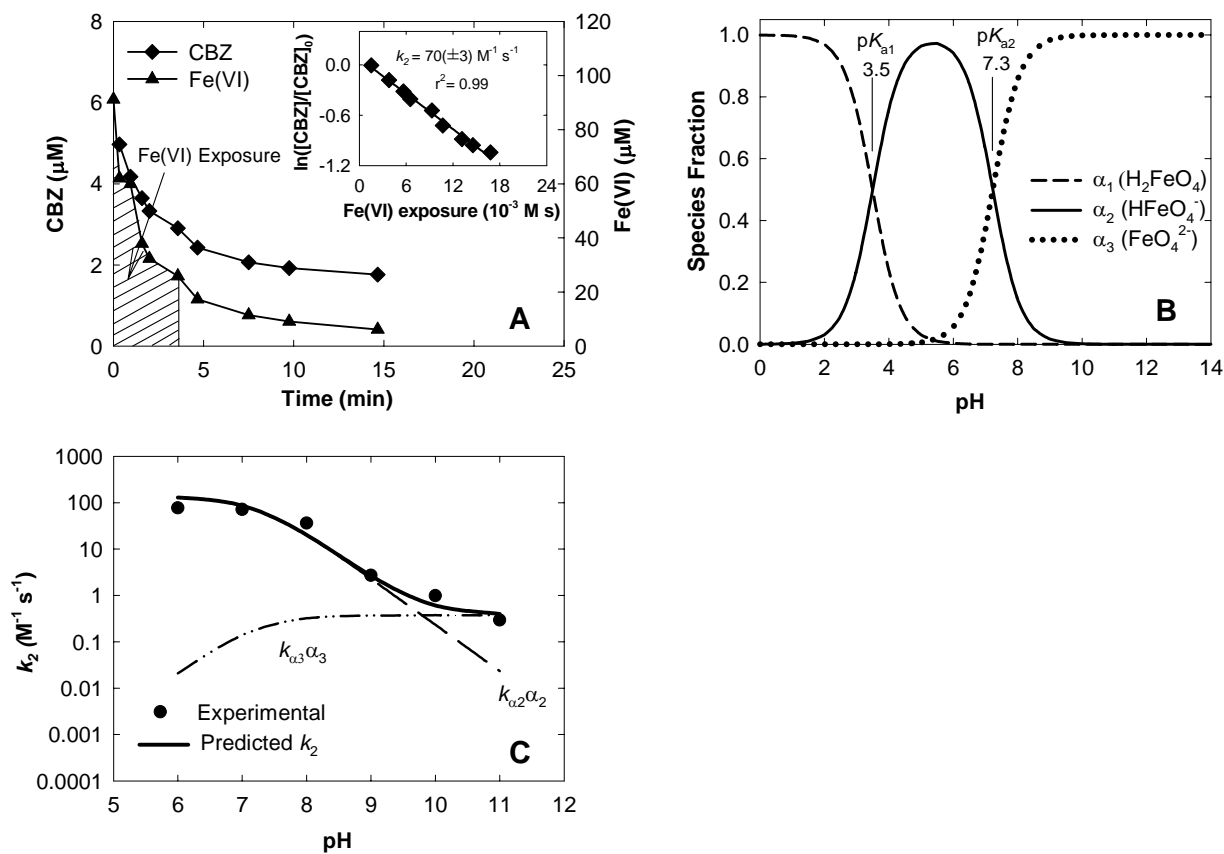 8
6
4
2
0
CBZ (µM)
CBZ
Fe(VI)
Fe(VI) Exposure
0 5 10 15 20 25
Time (min)
120
100
80
60
40
20
0
Fe(VI) (µM)
A
k2 = 70(±3) M-1 s-1
r2= 0.99
0.0
-0.6
-1.2
ln([CBZ]/[CBZ]0)
0 6 12 18 24
Fe(VI) exposure (10-3 M s)
1.0
0.8
0.6
0.4
0.2
0.0
Species Fraction
pKa1
3.5
pKa2
7.3
α1 (H2FeO4)
α2 (HFeO4-)
α3 (FeO42-)
B
0 2 4 6 8 10 12 14
pH
1000
100
10
1
0.1
0.01
0.001
0.0001
k2 (M-1 s-1)
kα3α3
kα2α2
Experimental
Predicted k2
C
5 6 7 8 9 10 11 12
pH